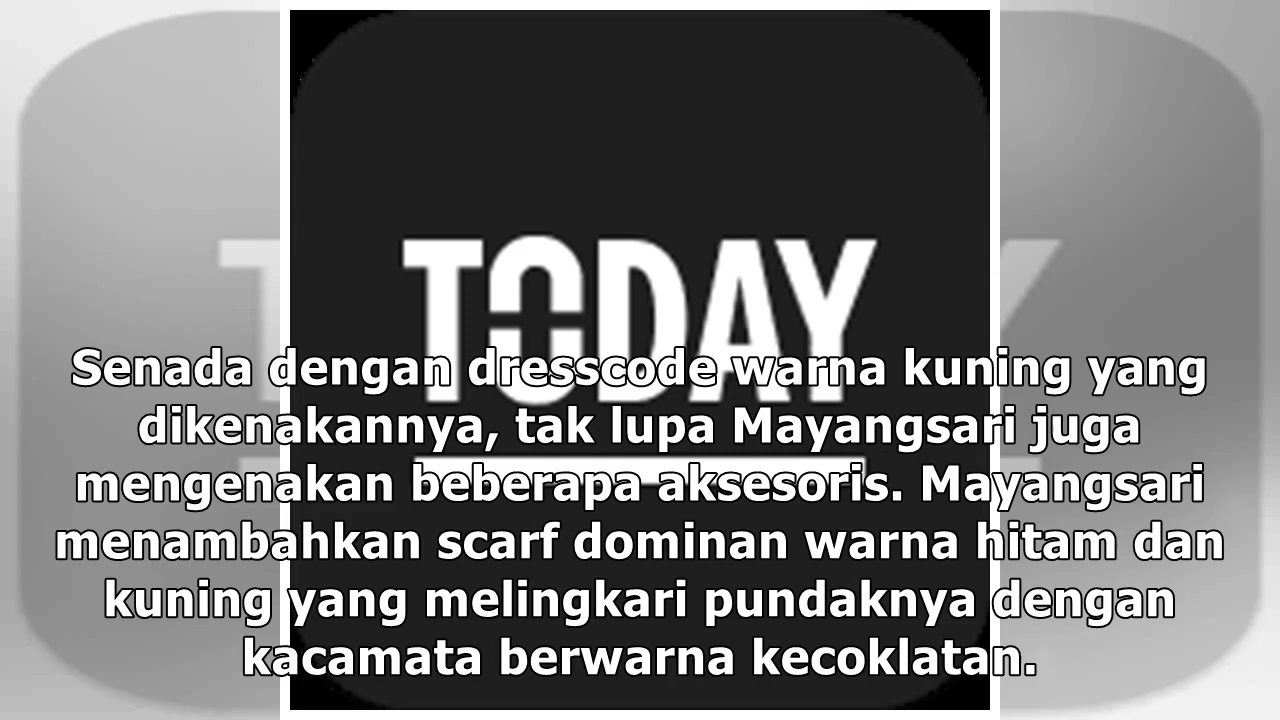 TODAY
Senada dengan dresscode warna kuning yang
dikenakannya, tak lupa Mayangsari juga
mengenakan beberapa aksesoris. Mayangsari
menambahkan scarf dominan warna hitam dan
kuning yang melingkari pundaknya dengan
kacamata berwarna kecoklatan.